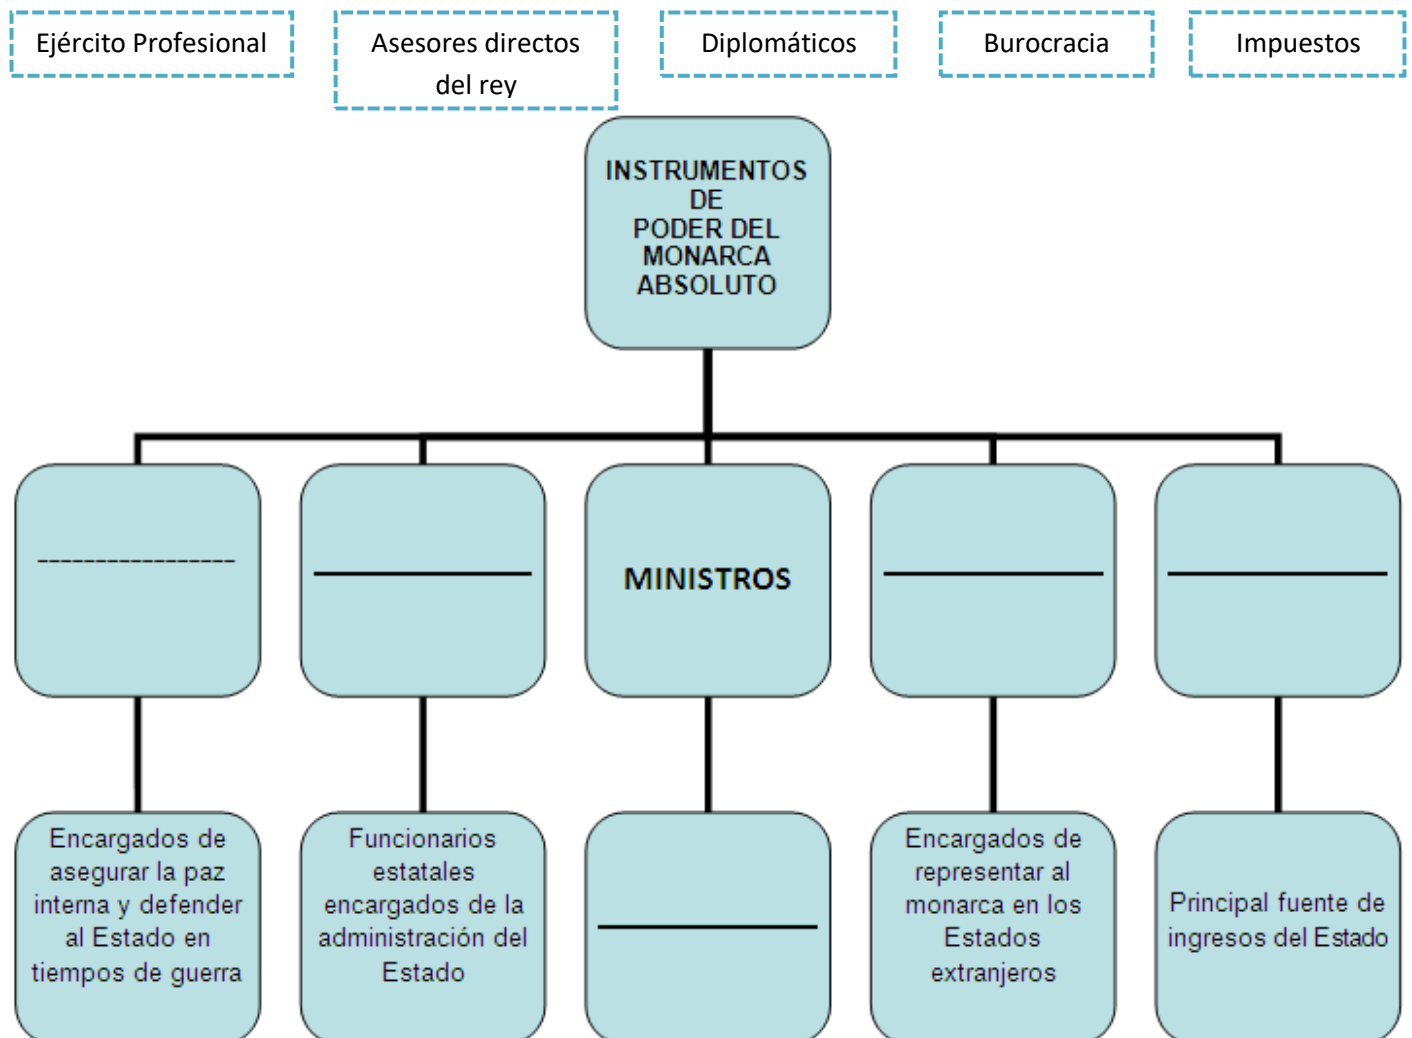 Ejército Profesional
Asesores directos
del rey
Diplomáticos
Burocracia
Impuestos
INSTRUMENTOS
DE
PODER DEL
MONARCA
ABSOLUTO
MINISTROS
Encargados de
asegurar la paz
interna y defender
al Estado en
tiempos de guerra
Funcionarios
estatales
encargados de la
administración del
Estado
Encargados de
representar al
monarca en los
Estados
extranjeros
Principal fuente de
ingresos del Estado